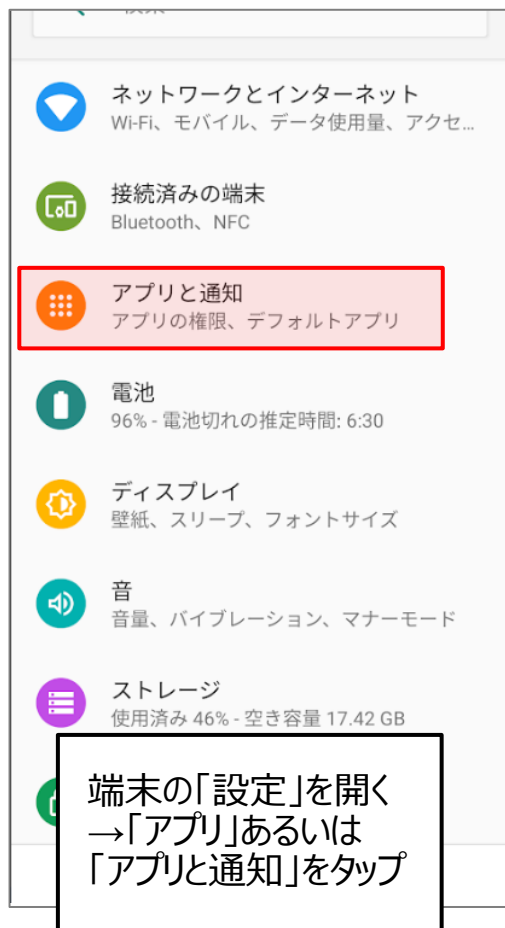 ネットワークとインターネット
Wi-Fi、モバイル、データ使用量、アクセ...
接続済みの端末
Bluetooth、NFC
アプリと通知
アプリの権限、デフォルトアプリ
電池
96% - 電池切れの推定時間: 6:30
ディスプレイ
壁紙、スリープ、フォントサイズ
音
音量、バイブレーション、マナーモード
ストレージ
使用済み 46% - 空き容量 17.42 GB
端末の「設定」を開く
→「アプリ」あるいは
「アプリと通知」をタップ